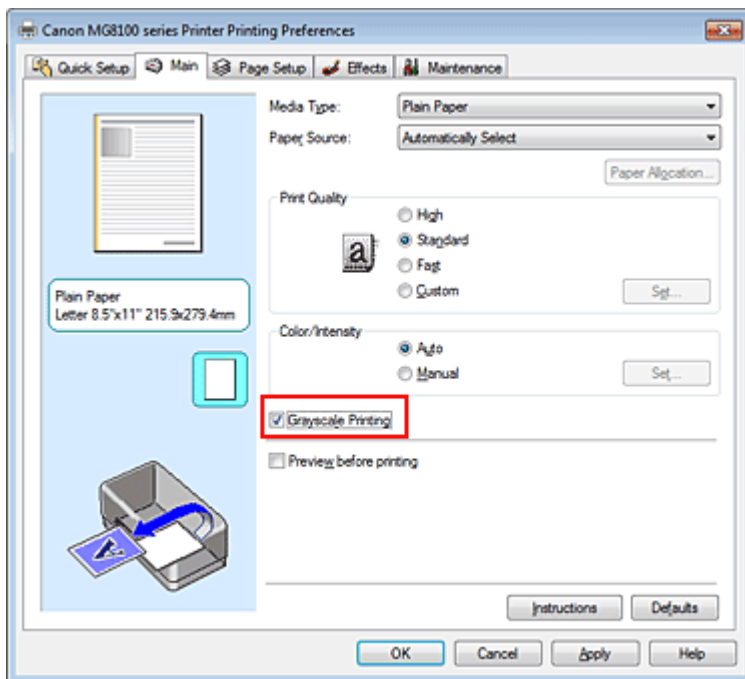 Canon MG8100 series Printer Printing Preferences
Quick Setup Main Page Setup Effects Maintenance
Media Type: Plain Paper
Paper Source: Automatically Select
Paper Allocation...
Print Quality
High
Standard
Fast
Custom Set...
Plain Paper
Letter 8.5"x11" 215.9x279.4mm
Color/Intensity
Auto
Manual Set...
Grayscale Printing
Preview before printing
Instructions Defaults
OK Cancel Apply Help